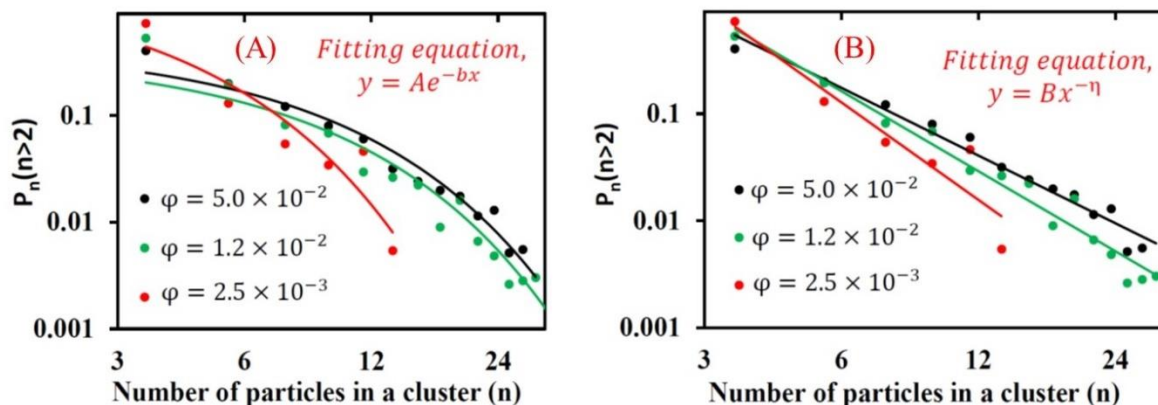 (A)
Fitting equation,
y = Ae⁻ᵇˣ
P_n(n>2)
0.1
0.01
0.001
φ = 5.0 × 10⁻²
φ = 1.2 × 10⁻²
φ = 2.5 × 10⁻³
3 6 12 24
Number of particles in a cluster (n)
(B)
Fitting equation,
y = Bx^{-η}
P_n(n>2)
0.1
0.01
0.001
φ = 5.0 × 10⁻²
φ = 1.2 × 10⁻²
φ = 2.5 × 10⁻³
3 6 12 24
Number of particles in a cluster (n)